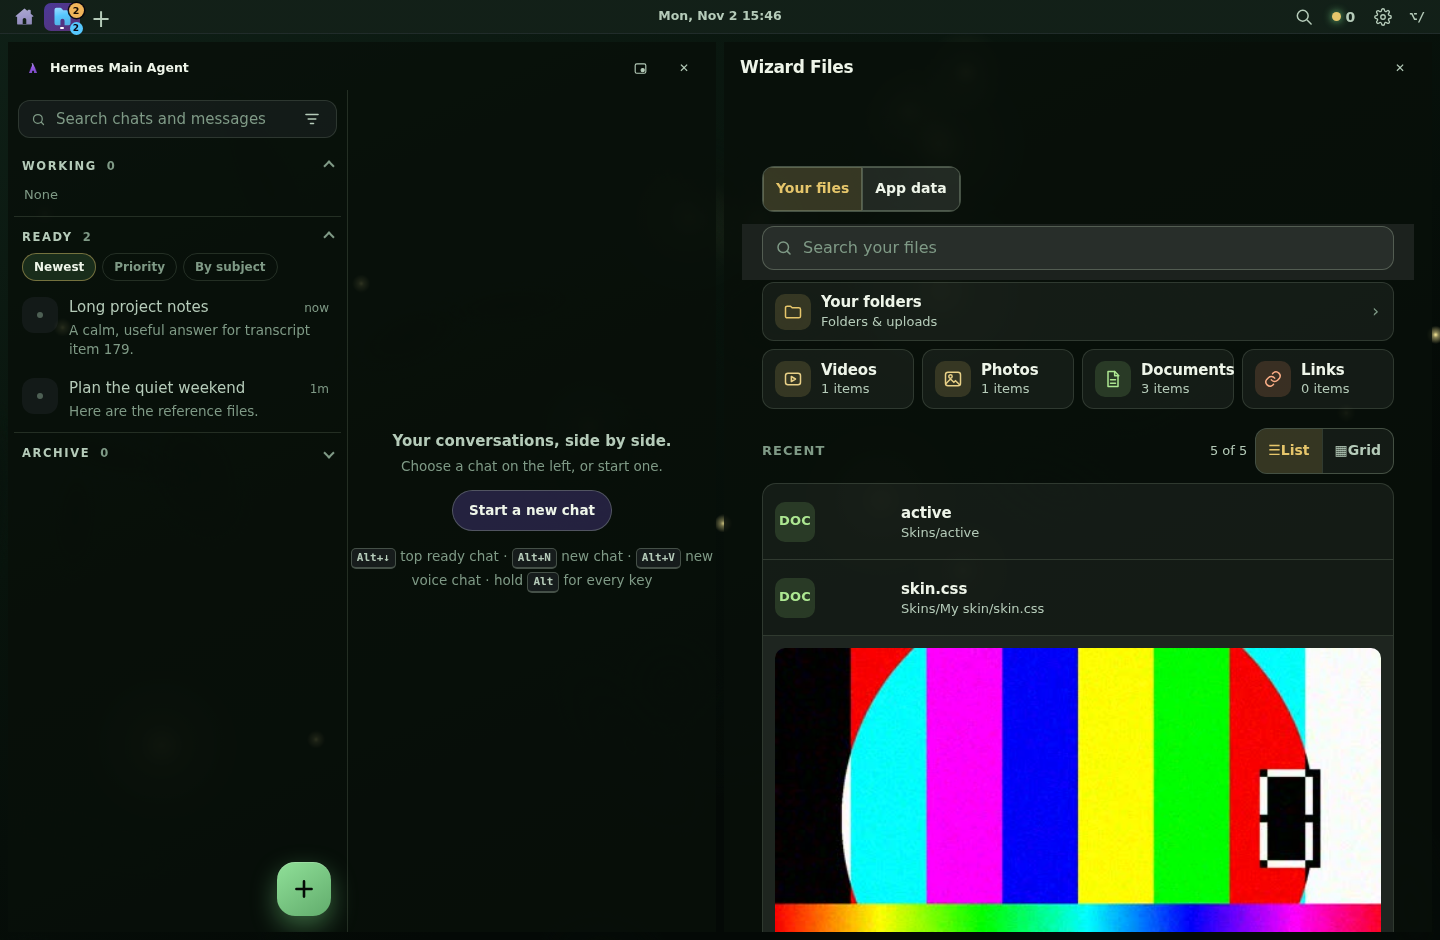 2
2
Mon, Nov 2 15:46
0
⌥/
Hermes Main Agent
Search chats and messages
WORKING 0
None
READY 2
Newest
Priority
By subject
Long project notes
now
A calm, useful answer for transcript
item 179.
Plan the quiet weekend
1m
Here are the reference files.
ARCHIVE 0
Your conversations, side by side.
Choose a chat on the left, or start one.
Start a new chat
Alt+↓ top ready chat · Alt+N new chat · Alt+V new
voice chat · hold Alt for every key
Wizard Files
Your files
App data
Search your files
Your folders
Folders & uploads
Videos
1 items
Photos
1 items
Documents
3 items
Links
0 items
RECENT
5 of 5
List
Grid
DOC
active
Skins/active
DOC
skin.css
Skins/My skin/skin.css